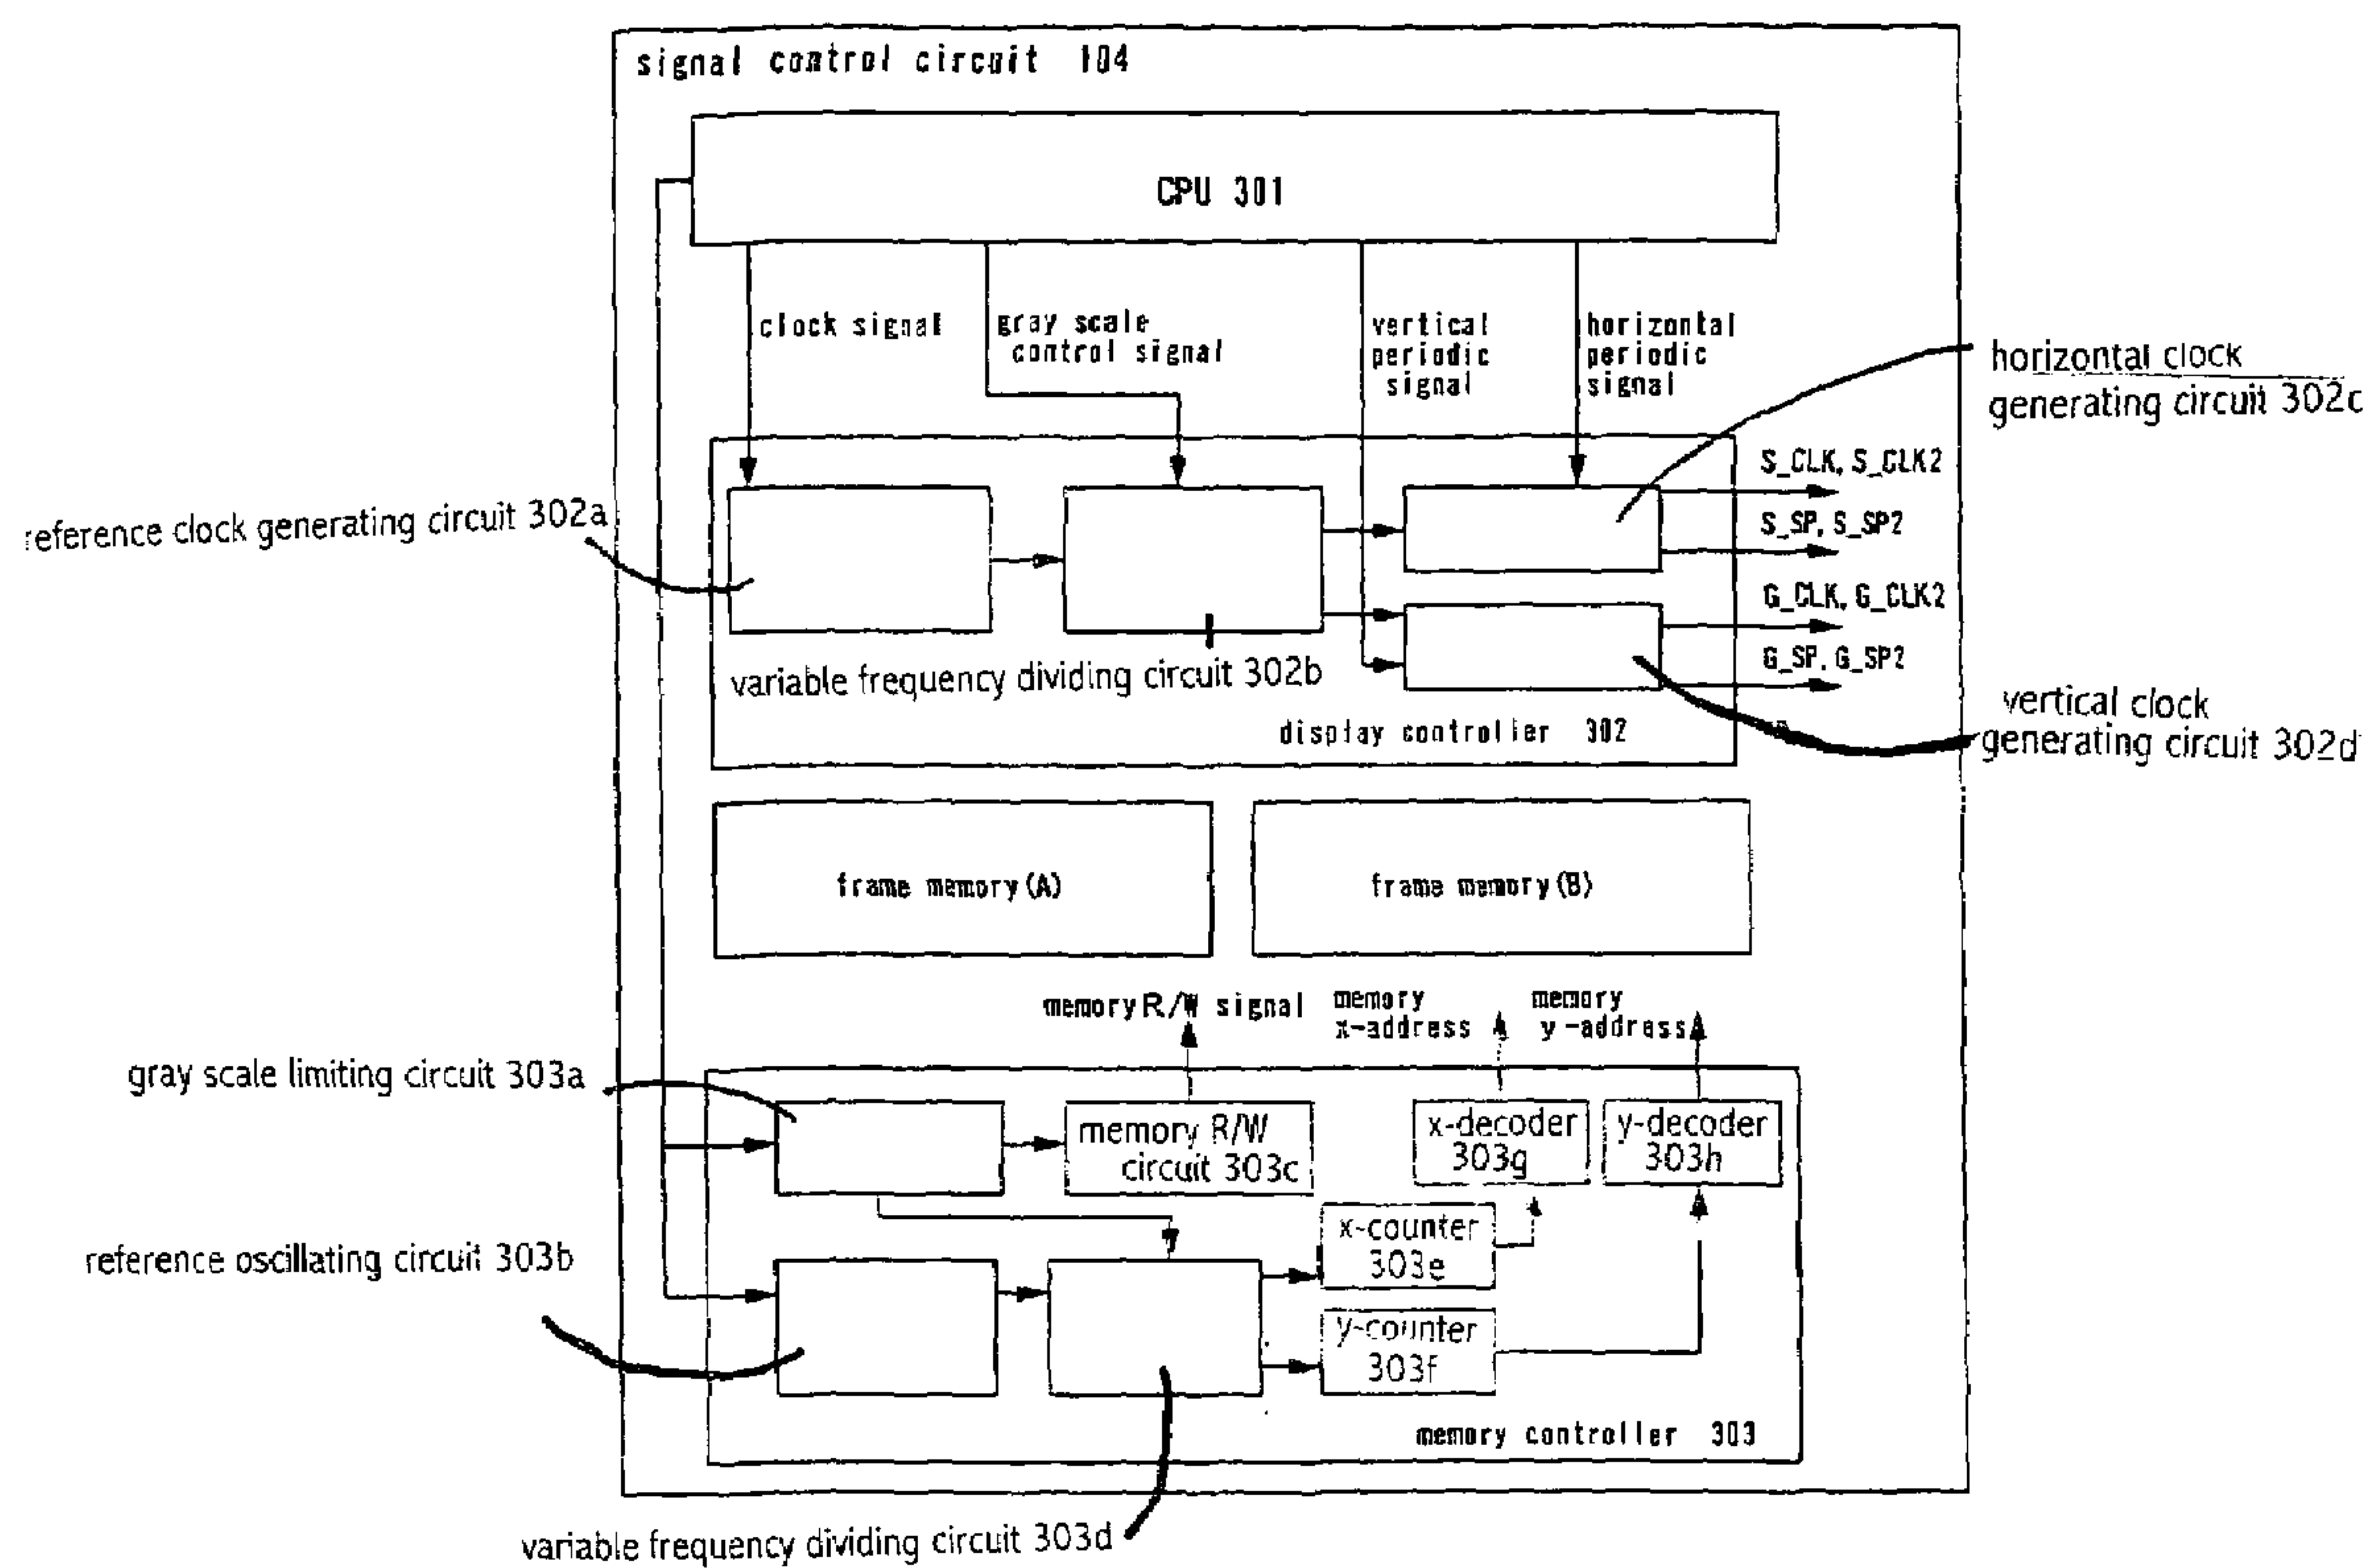 signal control circuit 104
CPU 301
clock signal
gray scale
control signal
vertical
periodic
signal
horizontal
periodic
signal
horizontal clock
generating circuit 302c
reference clock generating circuit 302a
S_CLK, S_CLK2
S_SP, S_SP2
G_CLK, G_CLK2
G_SP, G_SP2
variable frequency dividing circuit 302b
vertical clock
generating circuit 302d
display controller 302
frame memory(A)
frame memory(B)
memory R/W signal
memory
x-address
memory
y-address
gray scale limiting circuit 303a
memory R/W
circuit 303c
x-decoder
303g
y-decoder
303h
reference oscillating circuit 303b
x-counter
303e
y-counter
303f
memory controller 303
variable frequency dividing circuit 303d